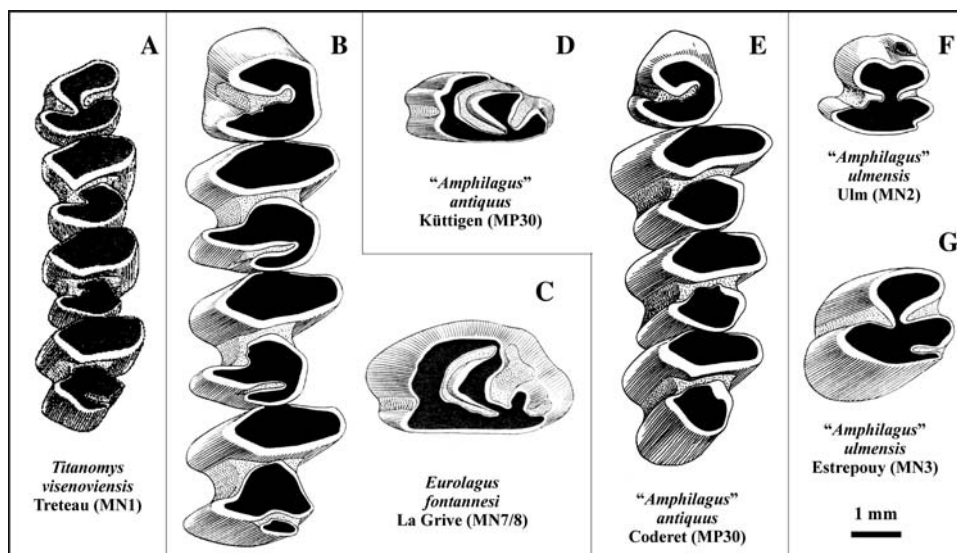 A
B
D
E
F
"Amphilagus"
antiquus
Küttigen (MP30)
"Amphilagus"
ulmensis
Ulm (MN2)
G
C
Titanomys
visenoviensis
Treteau (MN1)
Eurolagus
fontannesi
La Grive (MN7/8)
"Amphilagus"
antiquus
Coderet (MP30)
"Amphilagus"
ulmensis
Estrepouy (MN3)
1 mm